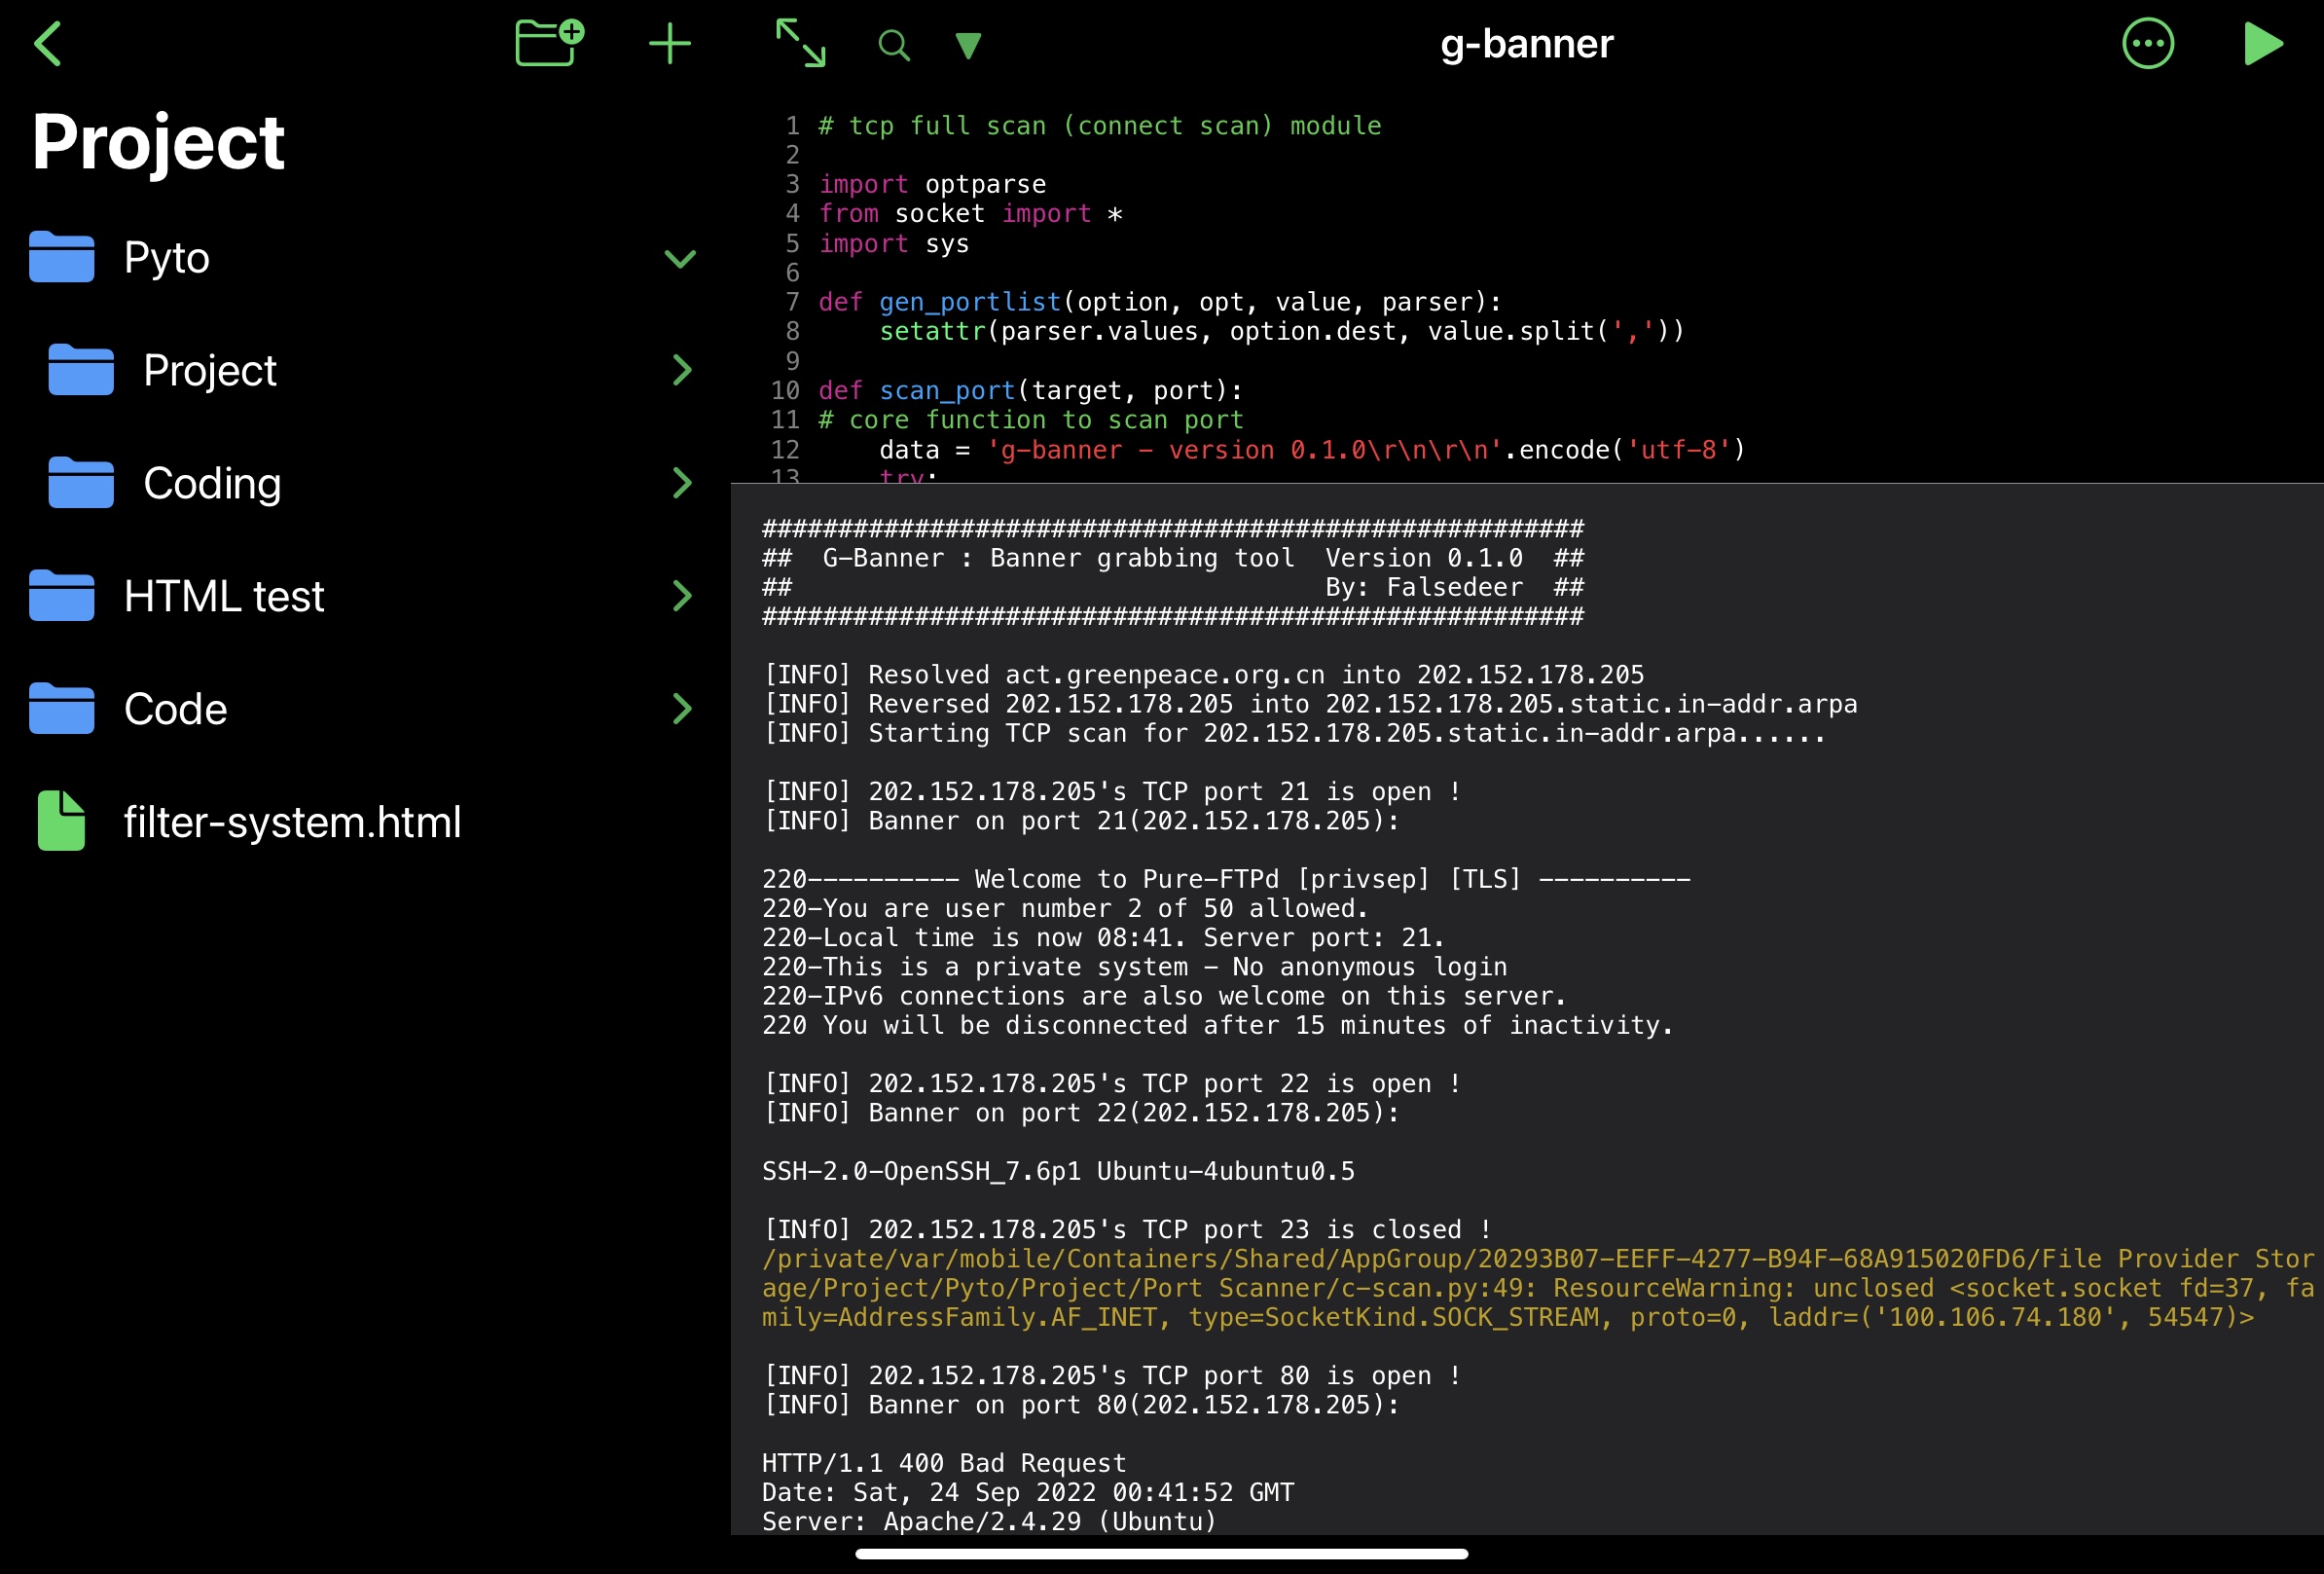 g-banner
Project
Pyto
Project
Coding
HTML test
Code
filter-system.html
1 # tcp full scan (connect scan) module
2
3 import optparse
4 from socket import *
5 import sys
6
7 def gen_portlist(option, opt, value, parser):
8     setattr(parser.values, option.dest, value.split(','))
9
10 def scan_port(target, port):
11 # core function to scan port
12     data = 'g-banner - version 0.1.0\r\n\r\n'.encode('utf-8')
13     try:
######################################################
##  G-Banner : Banner grabbing tool  Version 0.1.0  ##
##                                   By: Falsedeer  ##
######################################################
[INFO] Resolved act.greenpeace.org.cn into 202.152.178.205
[INFO] Reversed 202.152.178.205 into 202.152.178.205.static.in-addr.arpa
[INFO] Starting TCP scan for 202.152.178.205.static.in-addr.arpa......
[INFO] 202.152.178.205's TCP port 21 is open !
[INFO] Banner on port 21(202.152.178.205):
220---------- Welcome to Pure-FTPd [privsep] [TLS] ----------
220-You are user number 2 of 50 allowed.
220-Local time is now 08:41. Server port: 21.
220-This is a private system - No anonymous login
220-IPv6 connections are also welcome on this server.
220 You will be disconnected after 15 minutes of inactivity.
[INFO] 202.152.178.205's TCP port 22 is open !
[INFO] Banner on port 22(202.152.178.205):
SSH-2.0-OpenSSH_7.6p1 Ubuntu-4ubuntu0.5
[INfO] 202.152.178.205's TCP port 23 is closed !
/private/var/mobile/Containers/Shared/AppGroup/20293B07-EEFF-4277-B94F-68A915020FD6/File Provider Stor
age/Project/Pyto/Project/Port Scanner/c-scan.py:49: ResourceWarning: unclosed <socket.socket fd=37, fa
mily=AddressFamily.AF_INET, type=SocketKind.SOCK_STREAM, proto=0, laddr=('100.106.74.180', 54547)>
[INFO] 202.152.178.205's TCP port 80 is open !
[INFO] Banner on port 80(202.152.178.205):
HTTP/1.1 400 Bad Request
Date: Sat, 24 Sep 2022 00:41:52 GMT
Server: Apache/2.4.29 (Ubuntu)